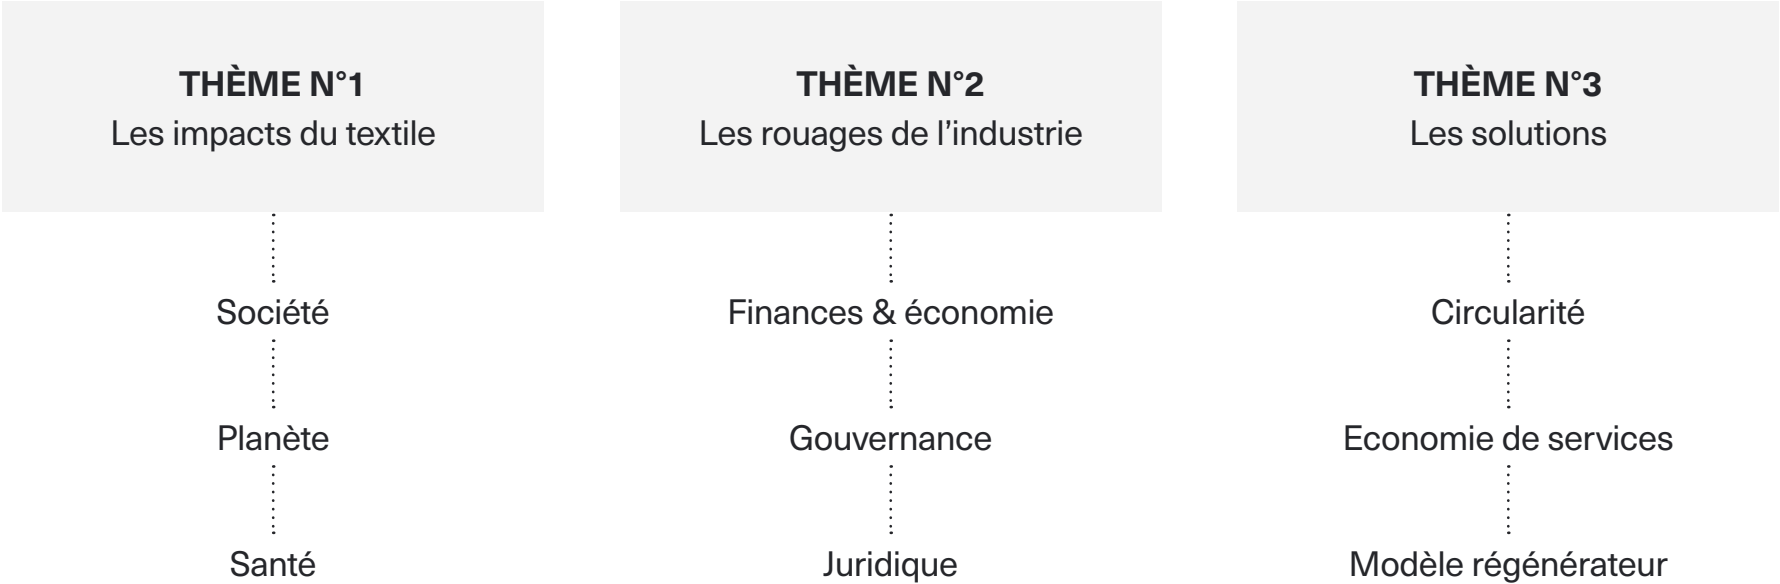 THÈME N°1
Les impacts du textile
Société
Planète
Santé
THÈME N°2
Les rouages de l’industrie
Finances & économie
Gouvernance
Juridique
THÈME N°3
Les solutions
Circularité
Economie de services
Modèle régénérateur